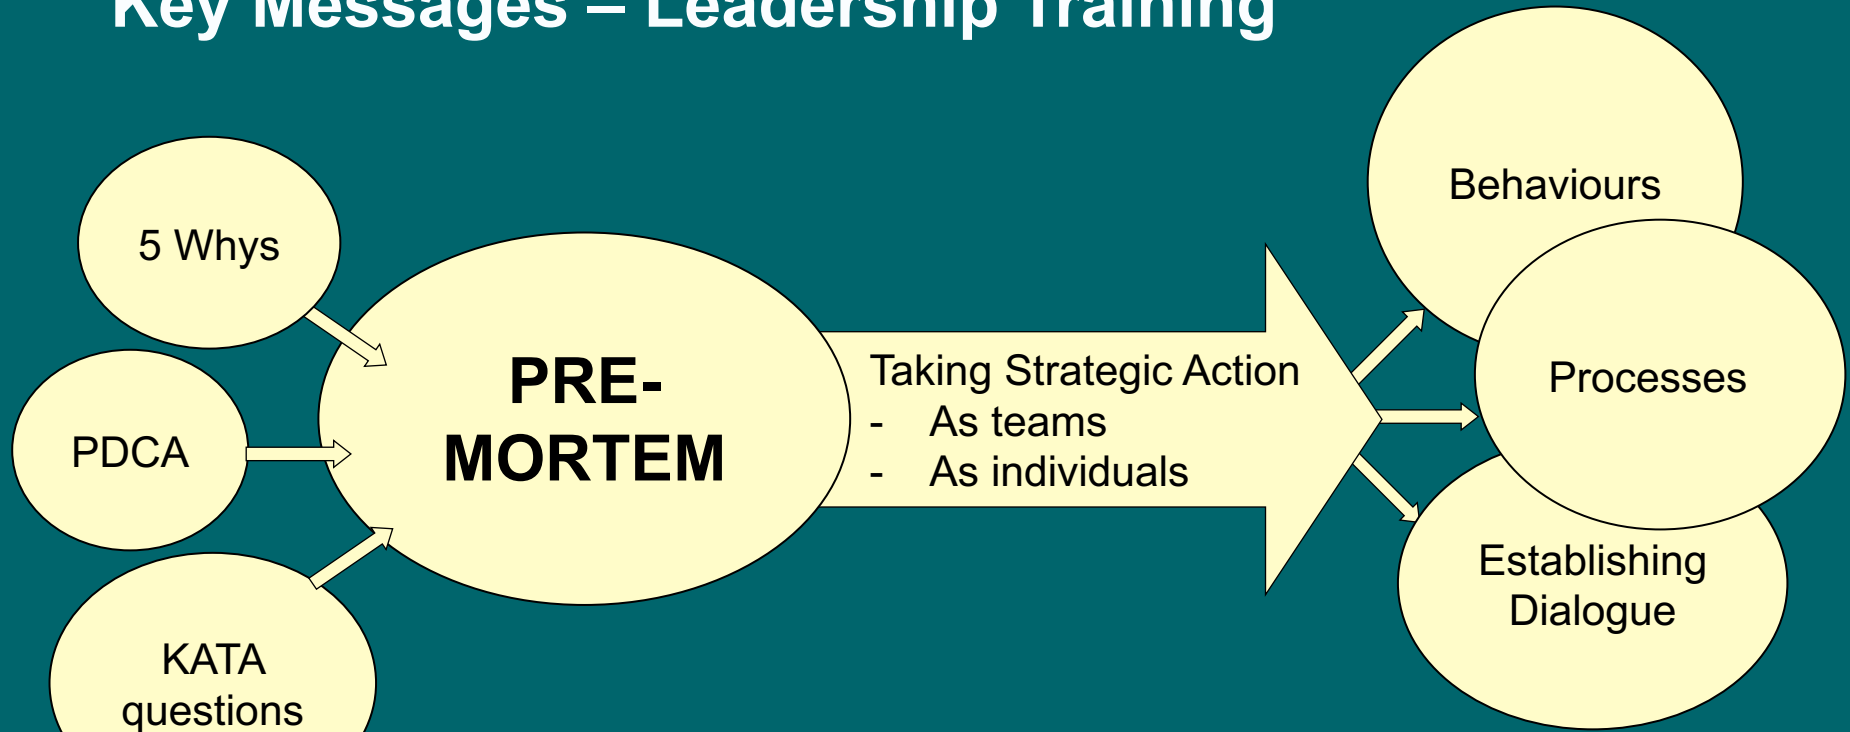 Key Messages – Leadership Training
5 Whys
PDCA
KATA
questions
PRE-
MORTEM
Taking Strategic Action
- As teams
- As individuals
Behaviours
Processes
Establishing
Dialogue